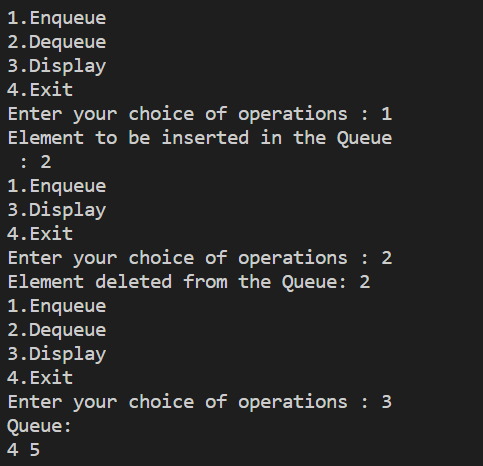 1.Enqueue
2.Dequeue
3.Display
4.Exit
Enter your choice of operations : 1
Element to be inserted in the Queue
 : 2
1.Enqueue
3.Display
4.Exit
Enter your choice of operations : 2
Element deleted from the Queue: 2
1.Enqueue
2.Dequeue
3.Display
4.Exit
Enter your choice of operations : 3
Queue:
4 5